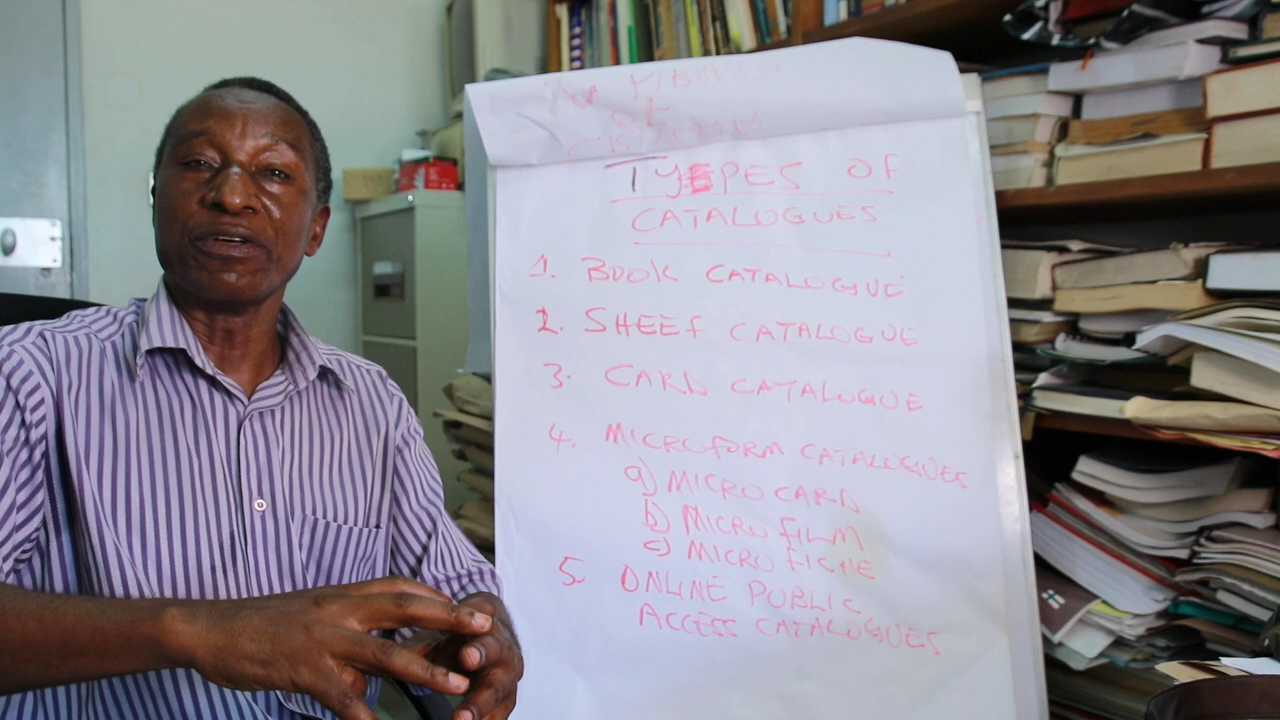 TYPES OF
CATALOGUES
1. BOOK CATALOGUE
2. SHEEF CATALOGUE
3. CARD CATALOGUE
4. MICROFORM CATALOGUES
a) MICRO CARD
b) MICRO FILM
c) MICRO FICHE
5. ONLINE PUBLIC
ACCESS CATALOGUES